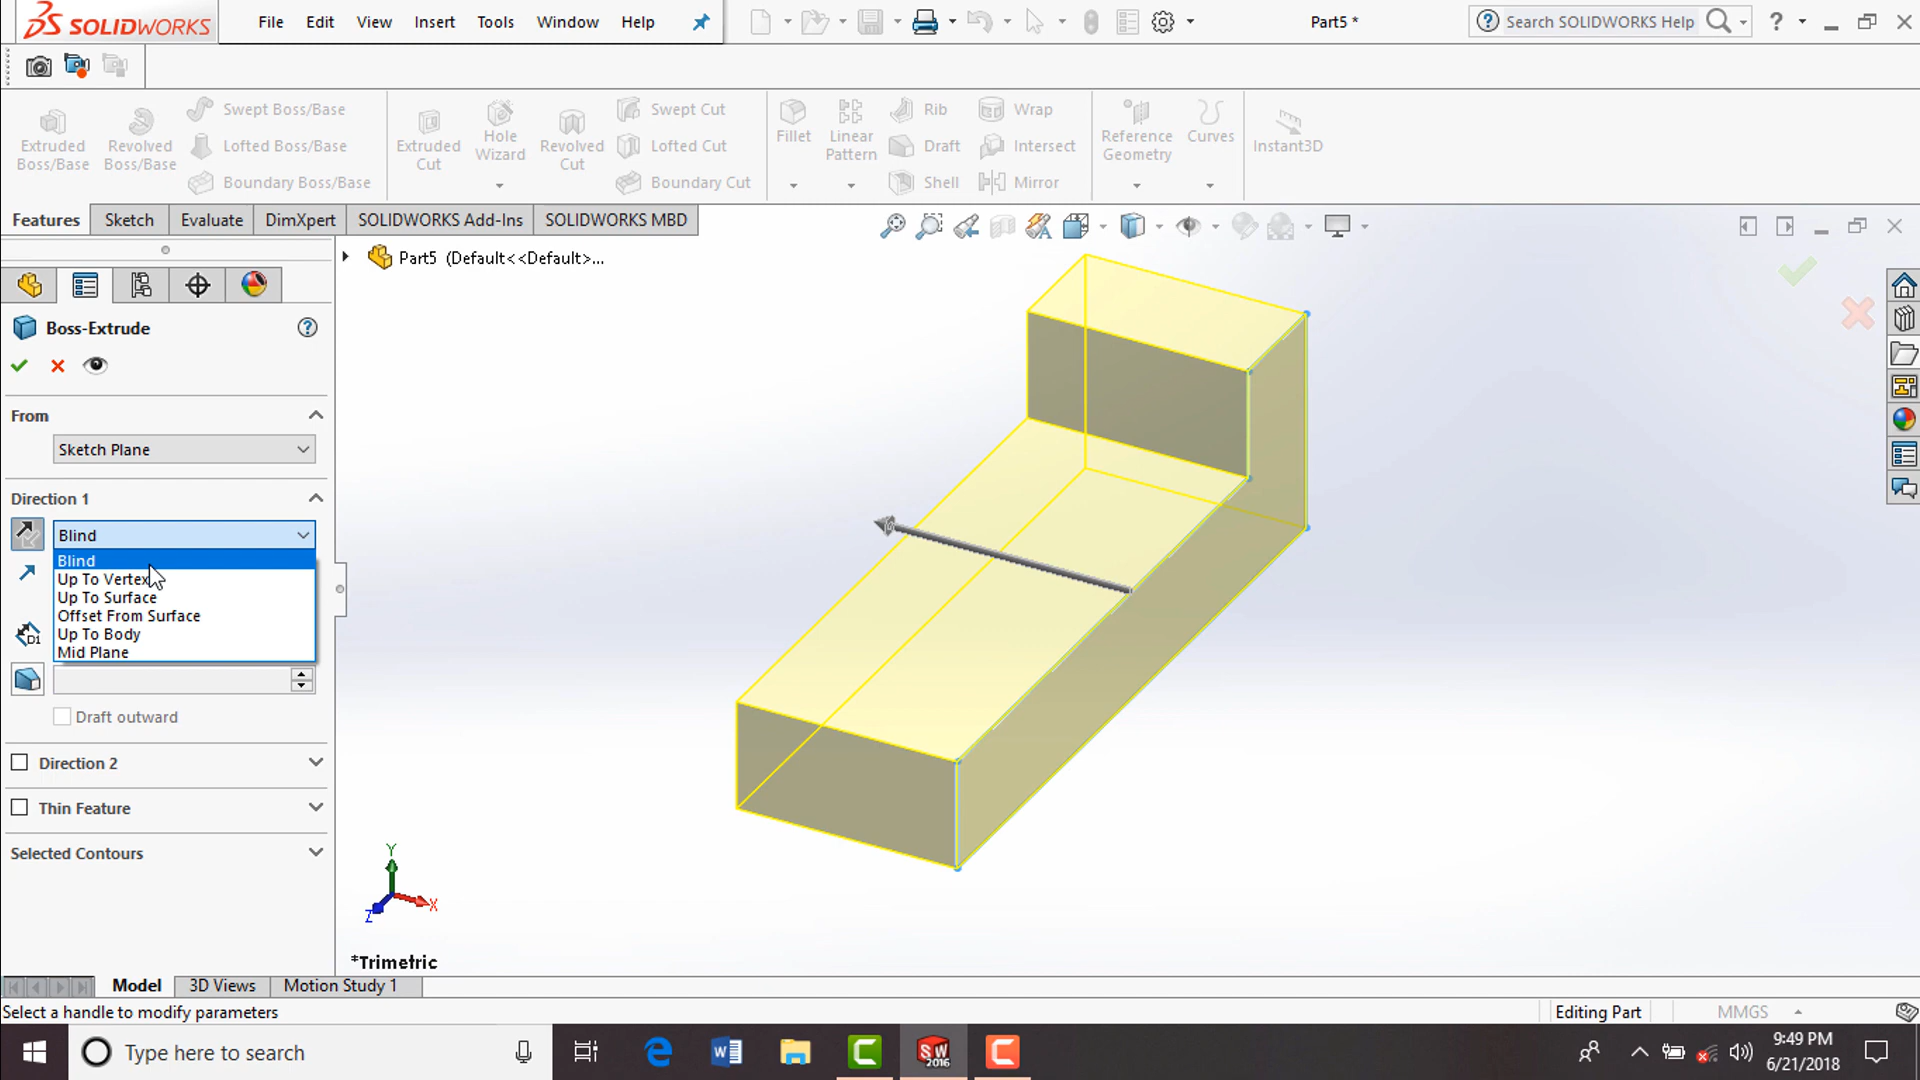 SOLIDWORKS File Edit View Insert Tools Window Help Part5 * Search SOLIDWORKS Help ?
Extruded Boss/Base
Revolved Boss/Base
Swept Boss/Base
Lofted Boss/Base
Boundary Boss/Base
Extruded Cut
Hole Wizard
Revolved Cut
Swept Cut
Lofted Cut
Boundary Cut
Fillet
Linear Pattern
Rib
Draft
Shell
Wrap
Intersect
Mirror
Reference Geometry
Curves
Instant3D
Features Sketch Evaluate DimXpert SOLIDWORKS Add-Ins SOLIDWORKS MBD
Part5 (Default<<Default>...
Boss-Extrude ?
From
Sketch Plane
Direction 1
Blind
Blind
Up To Vertex
Up To Surface
Offset From Surface
Up To Body
Mid Plane
D1
Draft outward
Direction 2
Thin Feature
Selected Contours
Y
X
Z
*Trimetric
Model 3D Views Motion Study 1
Select a handle to modify parameters Editing Part MMGS
Type here to search
SW 2016
9:49 PM
6/21/2018